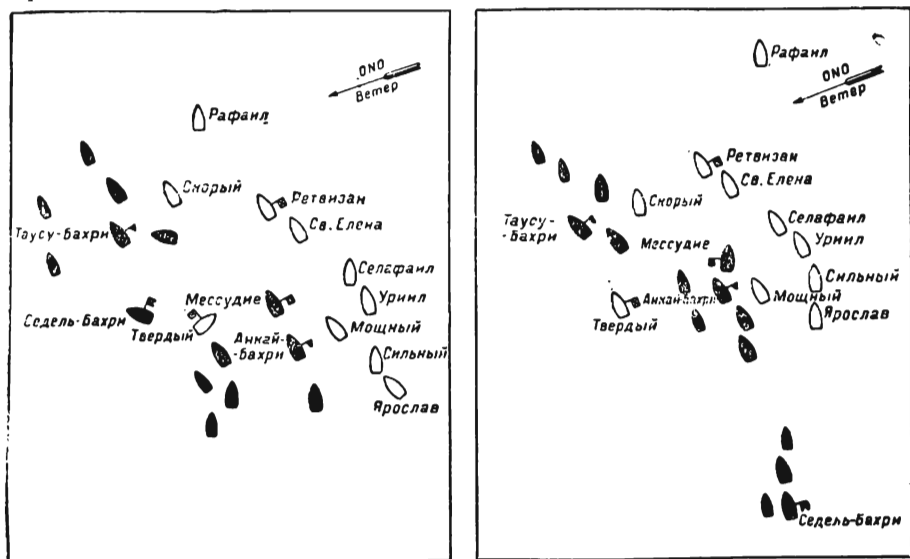 ONO
Ветер
Рафаил
Скорый
Ретвизан
Св. Елена
Таусу-Бахри
Селафаил
Мессудие
Уриил
Седель-Бахри
Твердый
Анкай-
-Бахри
Мощный
Сильный
Ярослав
Рафаил
ONO
Ветер
Ретвизан
Св. Елена
Скорый
Селафаил
Таусу-
-Бахри
Мессудие
Уриил
Сильный
Анкай-Бахри
Мощный
Твердый
Ярослав
Седель-Бахри